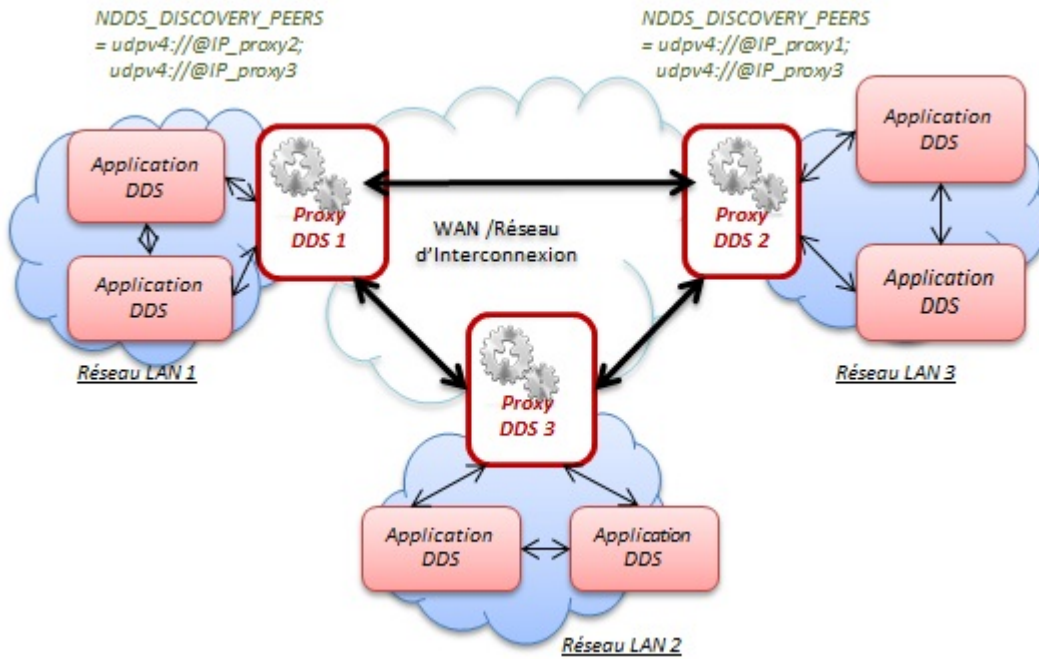 NDDS_DISCOVERY_PEERS
= udpv4://@IP_proxy2;
udpv4://@IP_proxy3
NDDS_DISCOVERY_PEERS
= udpv4://@IP_proxy1;
udpv4://@IP_proxy3
Application
DDS
Application
DDS
Proxy
DDS 1
Réseau LAN 1
WAN /Réseau
d'Interconnexion
Proxy
DDS 2
Application
DDS
Application
DDS
Réseau LAN 3
Proxy
DDS 3
Application
DDS
Application
DDS
Réseau LAN 2